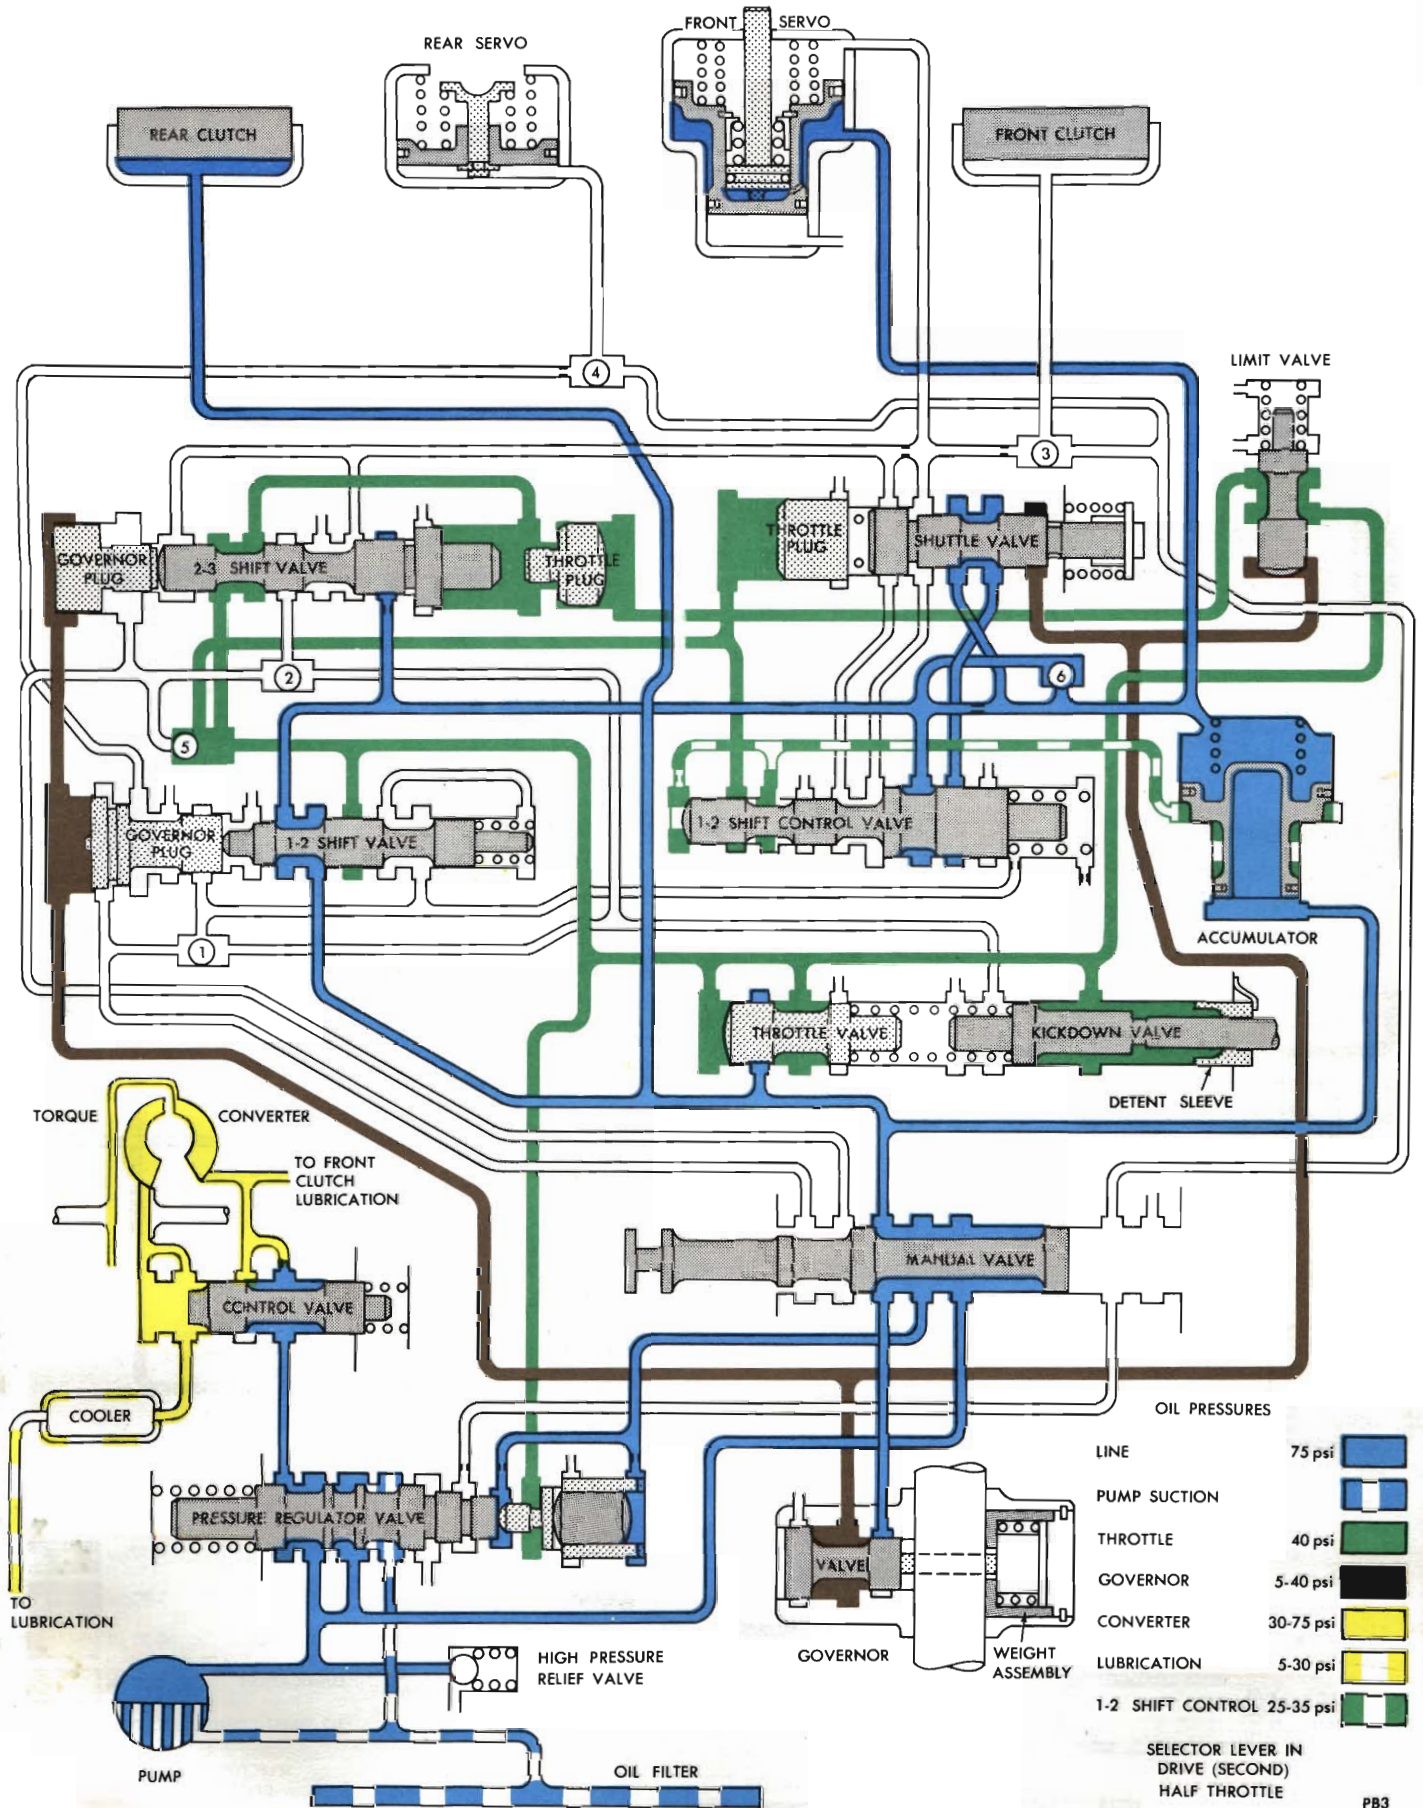 FRONT SERVO
REAR SERVO
REAR CLUTCH
FRONT CLUTCH
LIMIT VALVE
4
3
GOVERNOR
PLUG
2-3 SHIFT VALVE
THROTTLE
PLUG
THROTTLE
PLUG
SHUTTLE VALVE
2
6
5
GOVERNOR
PLUG
1-2 SHIFT VALVE
1-2 SHIFT CONTROL VALVE
ACCUMULATOR
1
THROTTLE VALVE
KICKDOWN VALVE
DETENT SLEEVE
TORQUE CONVERTER
TO FRONT
CLUTCH
LUBRICATION
MANUAL VALVE
CONTROL VALVE
COOLER
OIL PRESSURES
LINE 75 psi
PUMP SUCTION
THROTTLE 40 psi
GOVERNOR 5-40 psi
CONVERTER 30-75 psi
LUBRICATION 5-30 psi
1-2 SHIFT CONTROL 25-35 psi
PRESSURE REGULATOR VALVE
VALVE
TO
LUBRICATION
GOVERNOR
WEIGHT
ASSEMBLY
HIGH PRESSURE
RELIEF VALVE
PUMP
OIL FILTER
SELECTOR LEVER IN
DRIVE (SECOND)
HALF THROTTLE
PB3